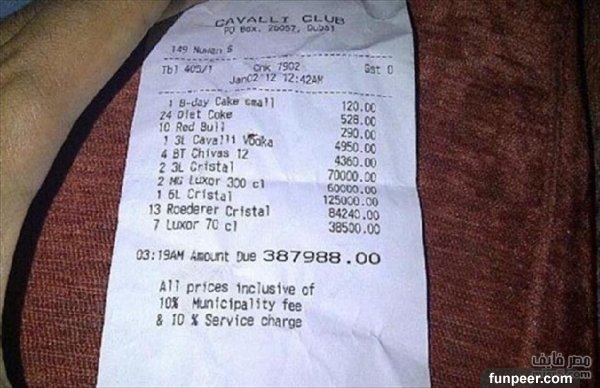 CAVALLI CLUB
PO Box. 26057, Dubai
149 Nuwan S
Tbl 405/1 Chk 7902 Gst 0
Jan02'12 12:42AM
1 B-day Cake small 120.00
24 Diet Coke 528.00
10 Red Bull 290.00
1 3L Cavalli Vodka 4950.00
4 BT Chivas 12 4360.00
2 3L Cristal 70000.00
2 MG Luxor 300 cl 60000.00
1 6L Cristal 125000.00
13 Roederer Cristal 84240.00
7 Luxor 70 cl 38500.00
03:19AM Amount Due 387988.00
All prices inclusive of
10% Municipality fee
& 10 % Service charge
مصر فايف
funpeer.com